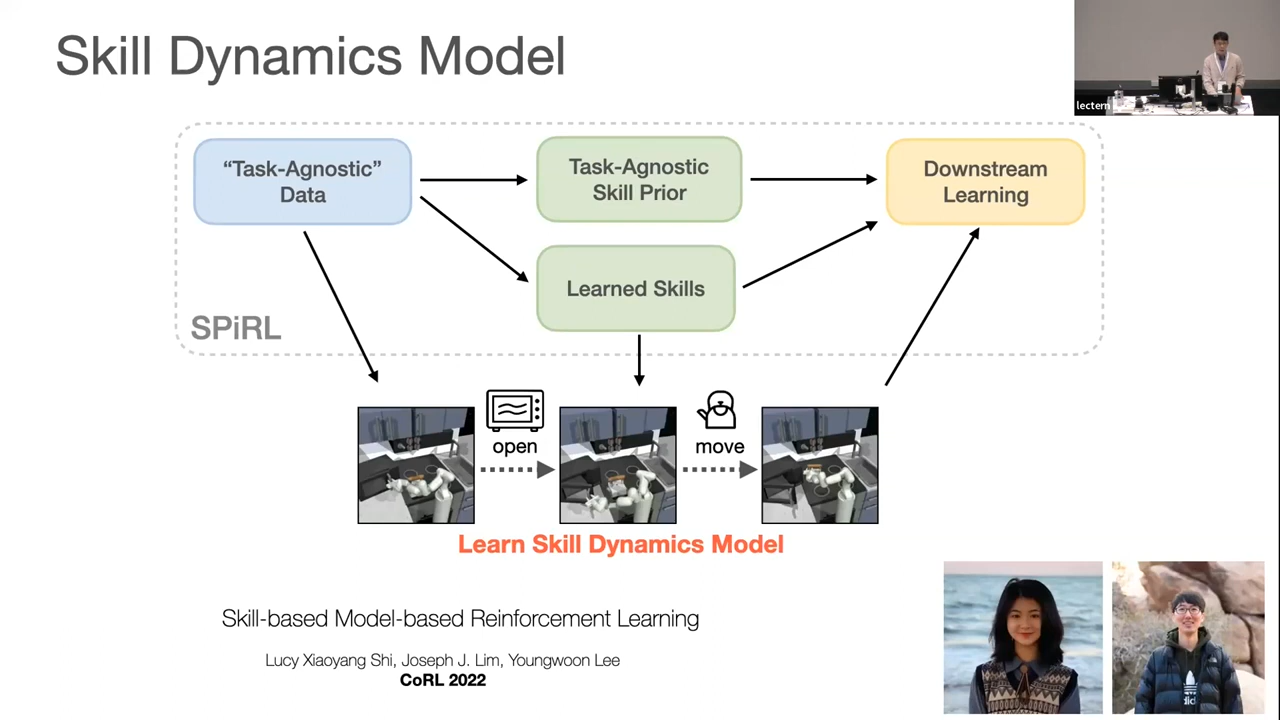 Skill Dynamics Model
lectern
“Task-Agnostic”
Data
Task-Agnostic
Skill Prior
Downstream
Learning
Learned Skills
SPiRL
open
move
Learn Skill Dynamics Model
Skill-based Model-based Reinforcement Learning
Lucy Xiaoyang Shi, Joseph J. Lim, Youngwoon Lee
CoRL 2022